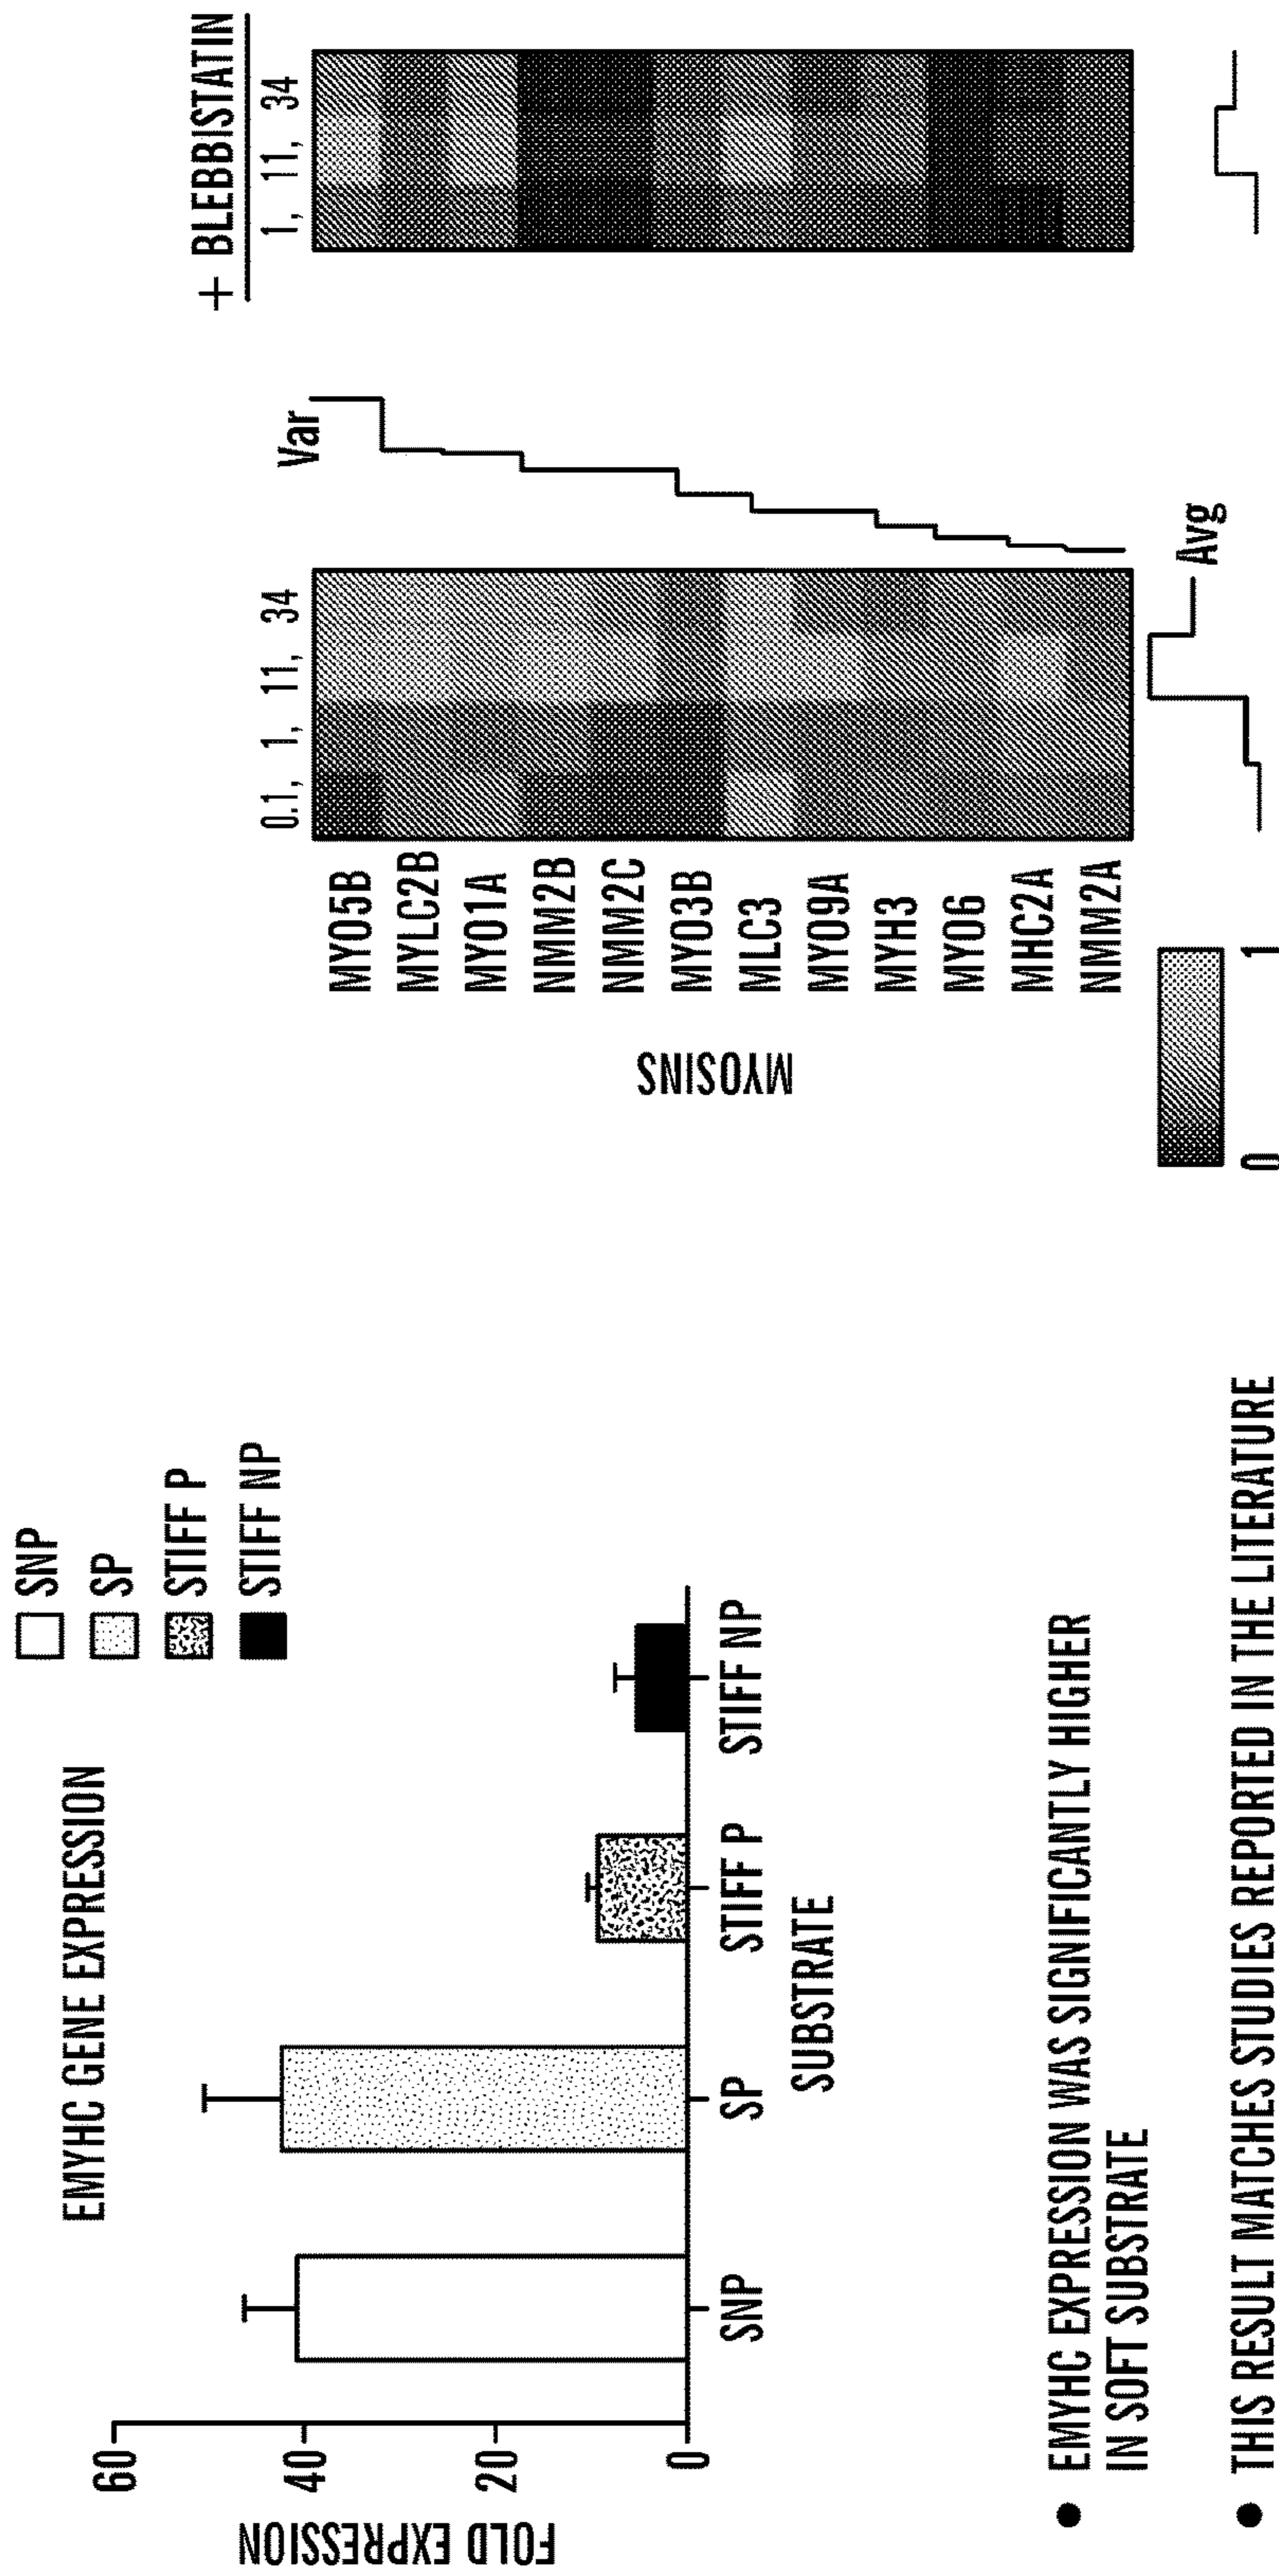 EMYHC GENE EXPRESSION
SNP
SP
STIFF P
STIFF NP
60
40
20
0
FOLD EXPRESSION
SNP SP STIFF P STIFF NP
SUBSTRATE
● EMYHC EXPRESSION WAS SIGNIFICANTLY HIGHER
IN SOFT SUBSTRATE
● THIS RESULT MATCHES STUDIES REPORTED IN THE LITERATURE
+ BLEBBISTATIN
0.1, 1, 11, 34
1, 11, 34
Var
MYOSINS
MYO5B
MYLC2B
MYO1A
NMM2B
NMM2C
MYO3B
MLC3
MYO9A
MYH3
MYO6
MHC2A
NMM2A
Avg
0 1